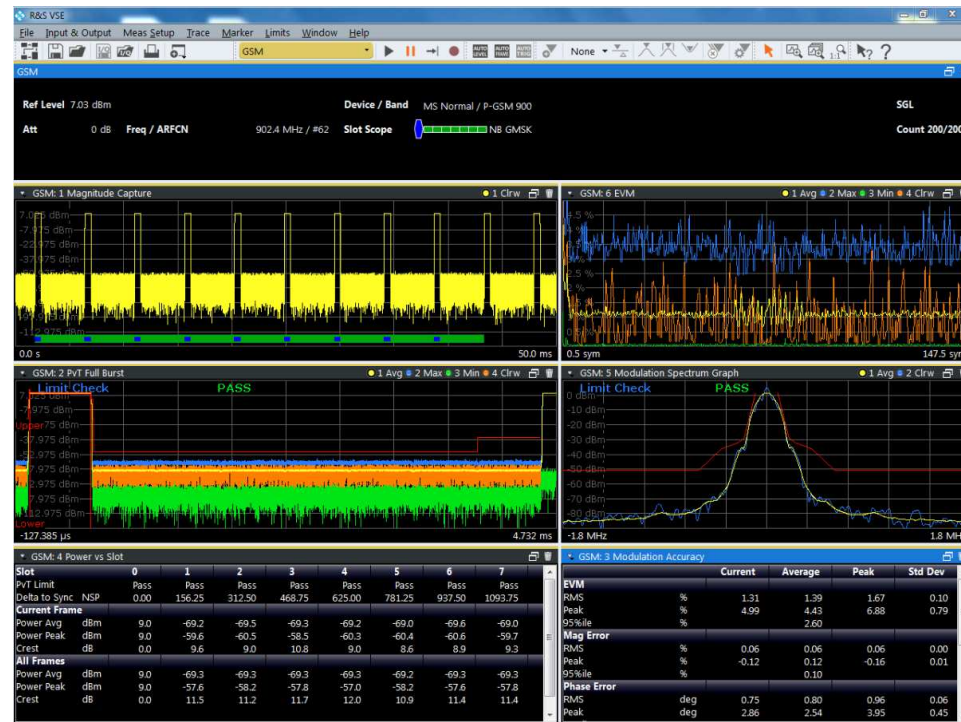 R&S VSE
File Input & Output Meas Setup Trace Marker Limits Window Help
GSM None
GSM
Ref Level 7.03 dBm Device / Band MS Normal / P-GSM 900 SGL
Att 0 dB Freq / ARFCN 902.4 MHz / #62 Slot Scope NB GMSK Count 200/200
GSM: 1 Magnitude Capture 1 Clrw
-7.975 dBm
-22.975 dBm
-112.975 dBm
0.0 s 50.0 ms
GSM: 6 EVM 1 Avg 2 Max 3 Min 4 Clrw
0.5 sym 147.5 sym
GSM: 2 PvT Full Burst 1 Avg 2 Max 3 Min 4 Clrw
Limit Check PASS
Upper
Lower
-127.385 µs 4.732 ms
GSM: 5 Modulation Spectrum Graph 1 Avg 2 Clrw
Limit Check PASS
0 dBm
-10 dBm
-20 dBm
-30 dBm
-40 dBm
-50 dBm
-60 dBm
-70 dBm
-80 dBm
-1.8 MHz 1.8 MH
GSM: 4 Power vs Slot
Slot 0 1 2 3 4 5 6 7
PvT Limit Pass Pass Pass Pass Pass Pass Pass Pass
Delta to Sync NSP 0.00 156.25 312.50 468.75 625.00 781.25 937.50 1093.75
Current Frame
Power Avg dBm 9.0 -69.2 -69.5 -69.3 -69.2 -69.0 -69.6 -69.0
Power Peak dBm 9.0 -59.6 -60.5 -58.5 -60.3 -60.4 -60.6 -59.7
Crest dB 0.0 9.6 9.0 10.8 9.0 8.6 8.9 9.3
All Frames
Power Avg dBm 9.0 -69.3 -69.3 -69.3 -69.3 -69.3 -69.3 -69.3
Power Peak dBm 9.0 -57.6 -58.2 -57.8 -57.0 -58.2 -57.6 -57.8
Crest dB 0.0 11.5 11.2 11.7 12.0 10.9 11.4 11.4
GSM: 3 Modulation Accuracy
Current Average Peak Std Dev
EVM
RMS % 1.31 1.39 1.67 0.10
Peak % 4.99 4.43 6.88 0.79
95%ile % 2.60
Mag Error
RMS % 0.06 0.06 0.06 0.00
Peak % -0.12 0.12 -0.16 0.01
95%ile % 0.10
Phase Error
RMS deg 0.75 0.80 0.96 0.06
Peak deg 2.86 2.54 3.95 0.45